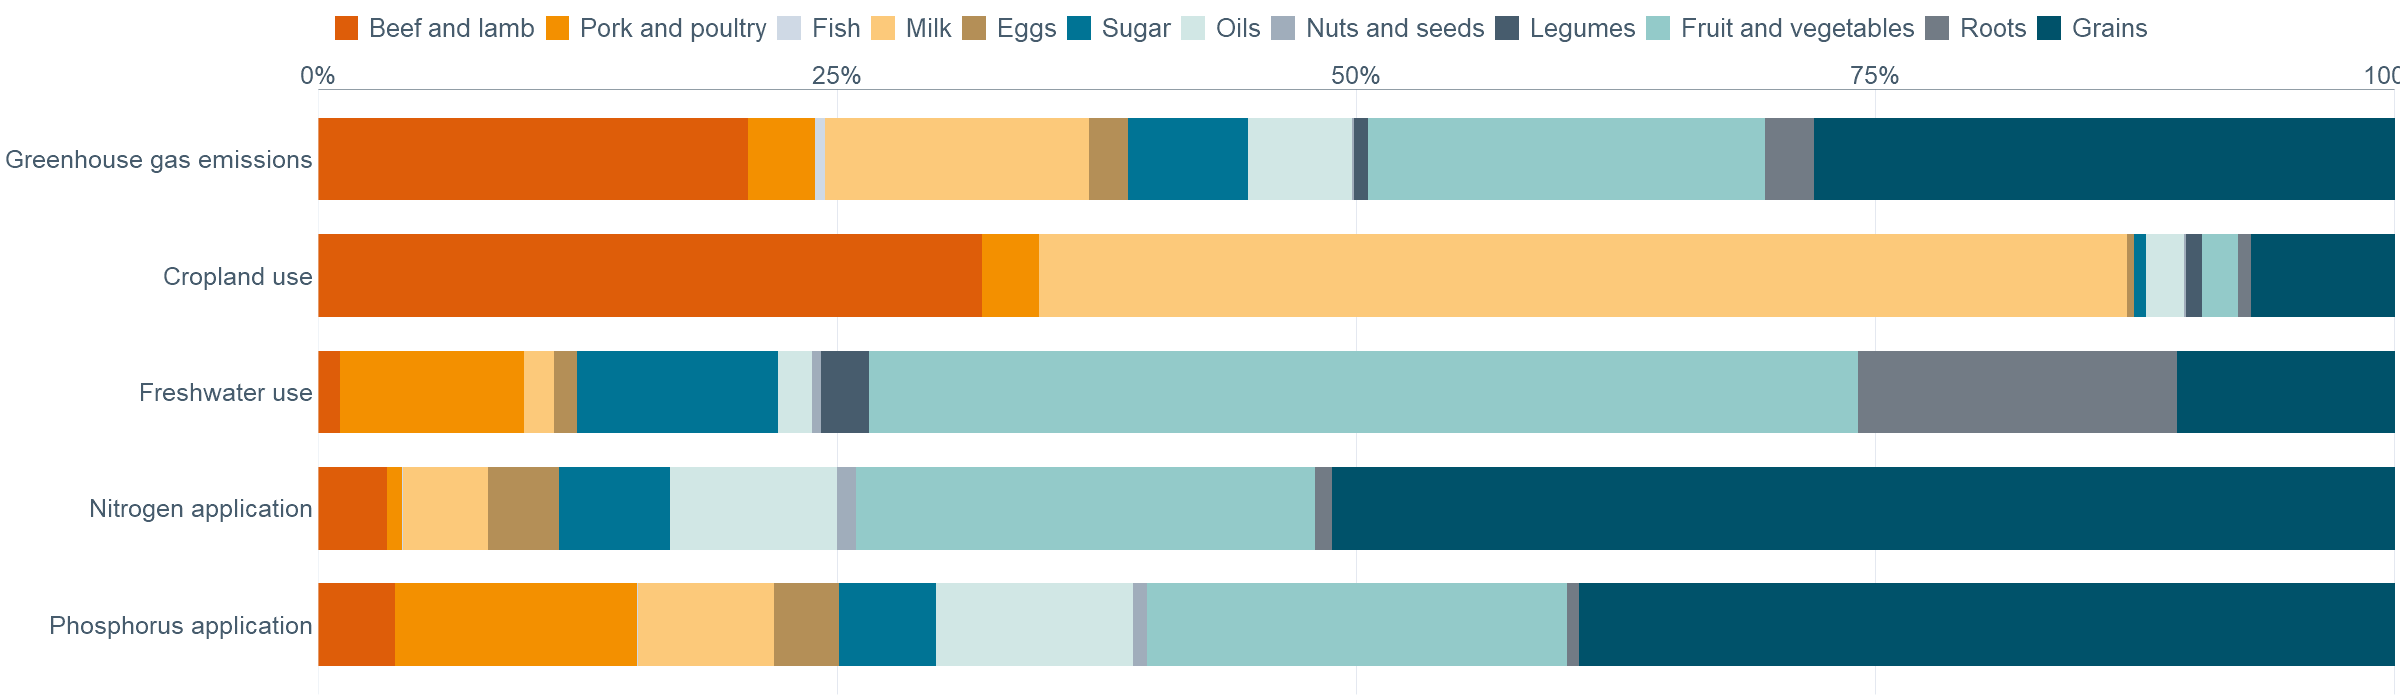 Beef and lamb Pork and poultry Fish Milk Eggs Sugar Oils Nuts and seeds Legumes Fruit and vegetables Roots Grains
0% 25% 50% 75% 100
Greenhouse gas emissions
Cropland use
Freshwater use
Nitrogen application
Phosphorus application